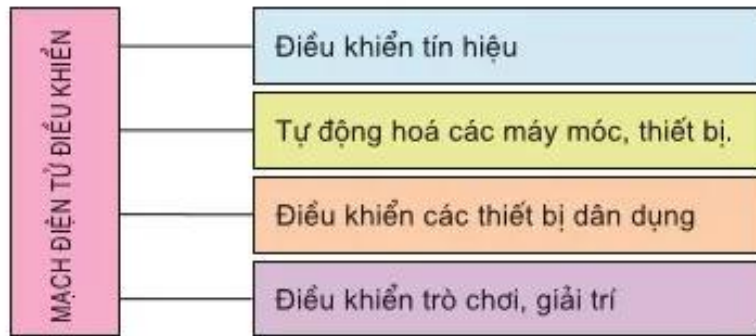 MẠCH ĐIỆN TỬ ĐIỀU KHIỂN
Điều khiển tín hiệu
Tự động hoá các máy móc, thiết bị.
Điều khiển các thiết bị dân dụng
Điều khiển trò chơi, giải trí